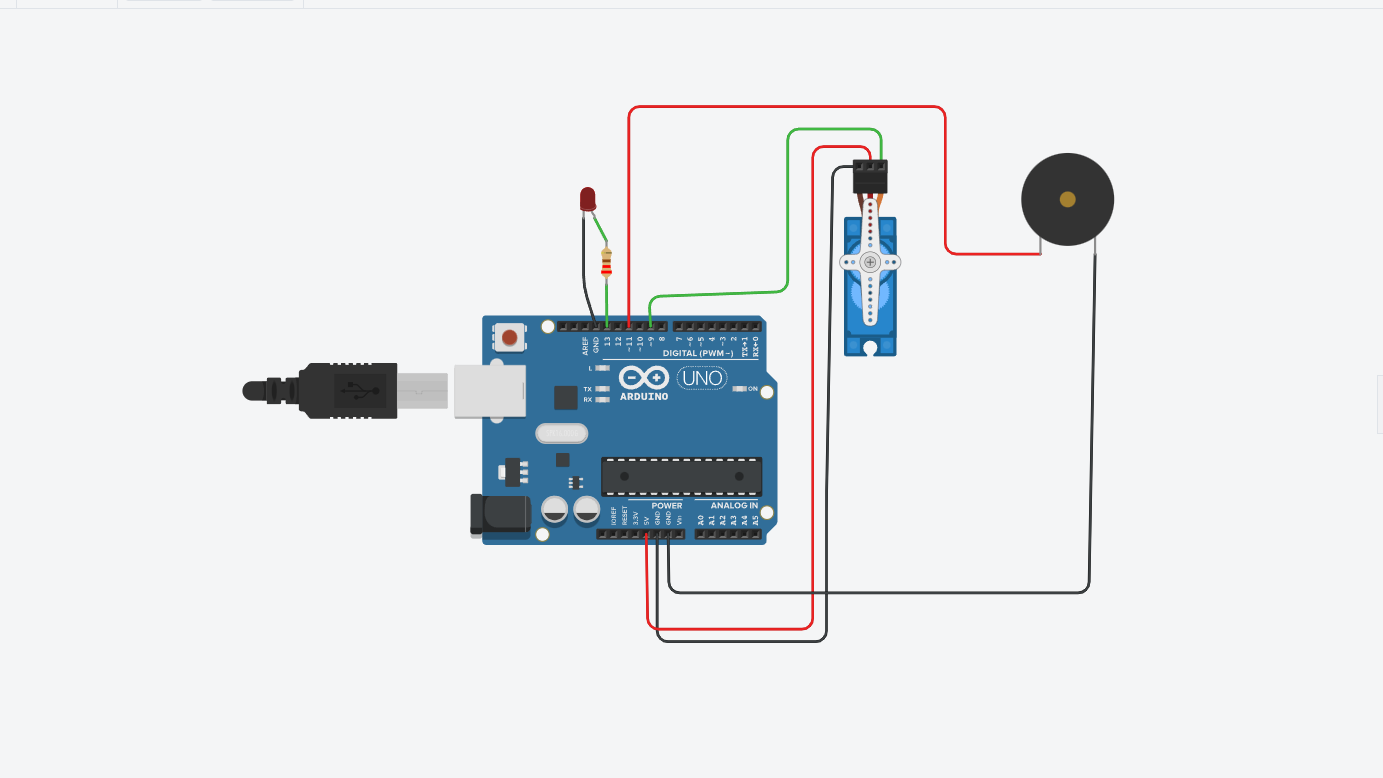 AREF
GND
13
12
~11
~10
~9
8
7
~6
~5
4
~3
2
TX→1
RX←0
DIGITAL (PWM~)
L
TX
RX
UNO
ARDUINO
ON
POWER
ANALOG IN
IOREF
RESET
3.3V
5V
GND
GND
Vin
A0
A1
A2
A3
A4
A5